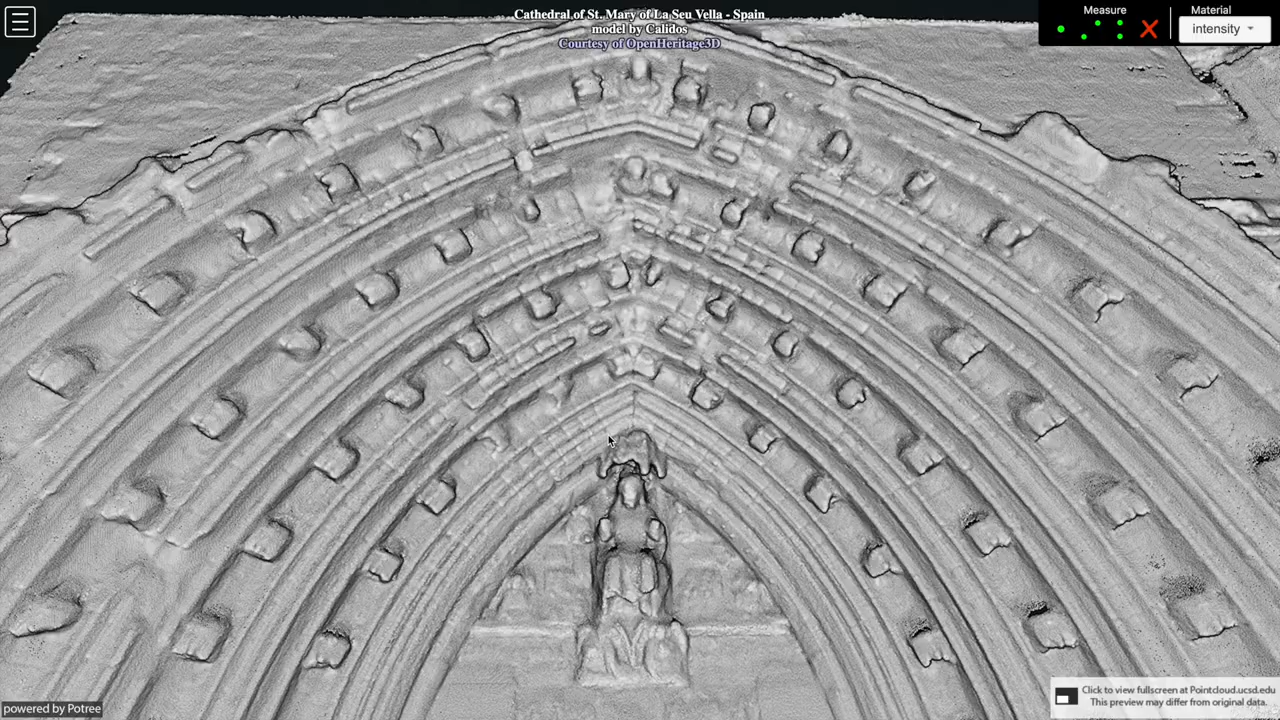 Cathedral of St. Mary of La Seu Vella - Spain
model by Calidos
Courtesy of OpenHeritage3D
Measure
Material
intensity
powered by Potree
Click to view fullscreen at Pointcloud.ucsd.edu
This preview may differ from original data.